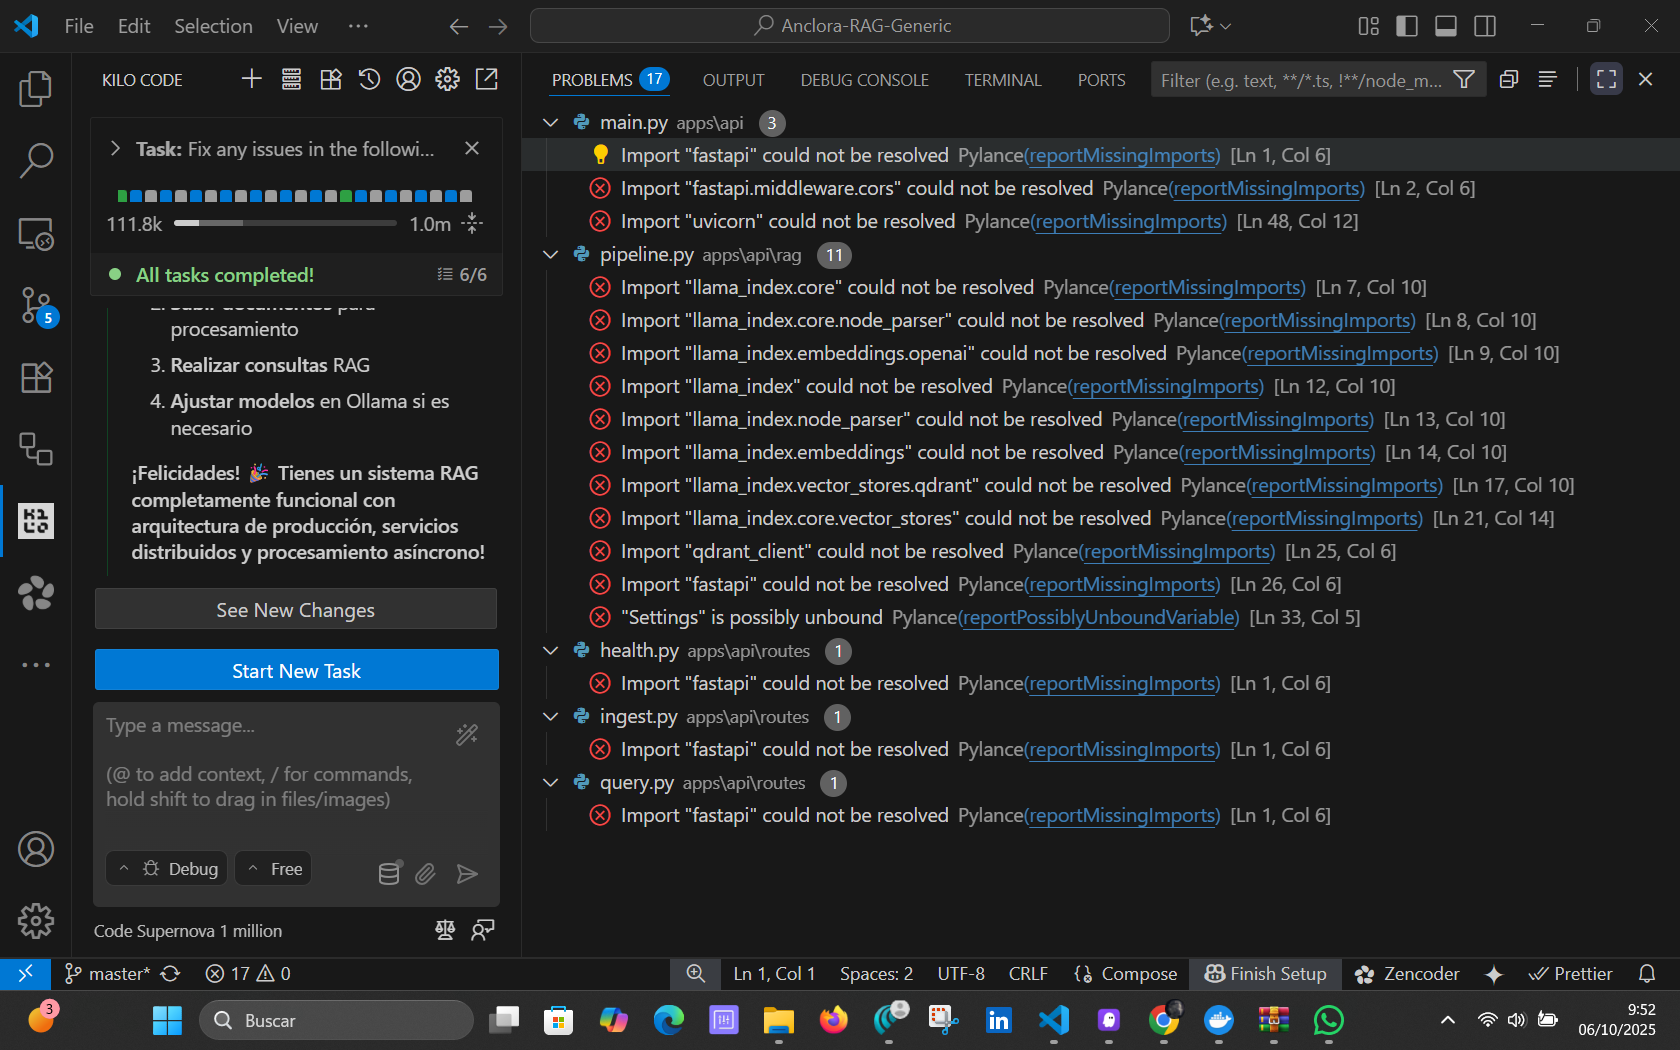 File Edit Selection View ···
Anclora-RAG-Generic
KILO CODE
Task: Fix any issues in the followi...
111.8k 1.0m
All tasks completed! 6/6
2. Subir documentos para
procesamiento
3. Realizar consultas RAG
4. Ajustar modelos en Ollama si es
necesario
¡Felicidades! 🎉 Tienes un sistema RAG
completamente funcional con
arquitectura de producción, servicios
distribuidos y procesamiento asíncrono!
See New Changes
Start New Task
Type a message...
(@ to add context, / for commands,
hold shift to drag in files/images)
Debug Free
Code Supernova 1 million
5
PROBLEMS 17 OUTPUT DEBUG CONSOLE TERMINAL PORTS Filter (e.g. text, **/*.ts, !**/node_m...
main.py apps\api 3
Import "fastapi" could not be resolved Pylance(reportMissingImports) [Ln 1, Col 6]
Import "fastapi.middleware.cors" could not be resolved Pylance(reportMissingImports) [Ln 2, Col 6]
Import "uvicorn" could not be resolved Pylance(reportMissingImports) [Ln 48, Col 12]
pipeline.py apps\api\rag 11
Import "llama_index.core" could not be resolved Pylance(reportMissingImports) [Ln 7, Col 10]
Import "llama_index.core.node_parser" could not be resolved Pylance(reportMissingImports) [Ln 8, Col 10]
Import "llama_index.embeddings.openai" could not be resolved Pylance(reportMissingImports) [Ln 9, Col 10]
Import "llama_index" could not be resolved Pylance(reportMissingImports) [Ln 12, Col 10]
Import "llama_index.node_parser" could not be resolved Pylance(reportMissingImports) [Ln 13, Col 10]
Import "llama_index.embeddings" could not be resolved Pylance(reportMissingImports) [Ln 14, Col 10]
Import "llama_index.vector_stores.qdrant" could not be resolved Pylance(reportMissingImports) [Ln 17, Col 10]
Import "llama_index.core.vector_stores" could not be resolved Pylance(reportMissingImports) [Ln 21, Col 14]
Import "qdrant_client" could not be resolved Pylance(reportMissingImports) [Ln 25, Col 6]
Import "fastapi" could not be resolved Pylance(reportMissingImports) [Ln 26, Col 6]
"Settings" is possibly unbound Pylance(reportPossiblyUnboundVariable) [Ln 33, Col 5]
health.py apps\api\routes 1
Import "fastapi" could not be resolved Pylance(reportMissingImports) [Ln 1, Col 6]
ingest.py apps\api\routes 1
Import "fastapi" could not be resolved Pylance(reportMissingImports) [Ln 1, Col 6]
query.py apps\api\routes 1
Import "fastapi" could not be resolved Pylance(reportMissingImports) [Ln 1, Col 6]
master* 17 0 Ln 1, Col 1 Spaces: 2 UTF-8 CRLF Compose Finish Setup Zencoder Prettier
3 Buscar 9:52
06/10/2025